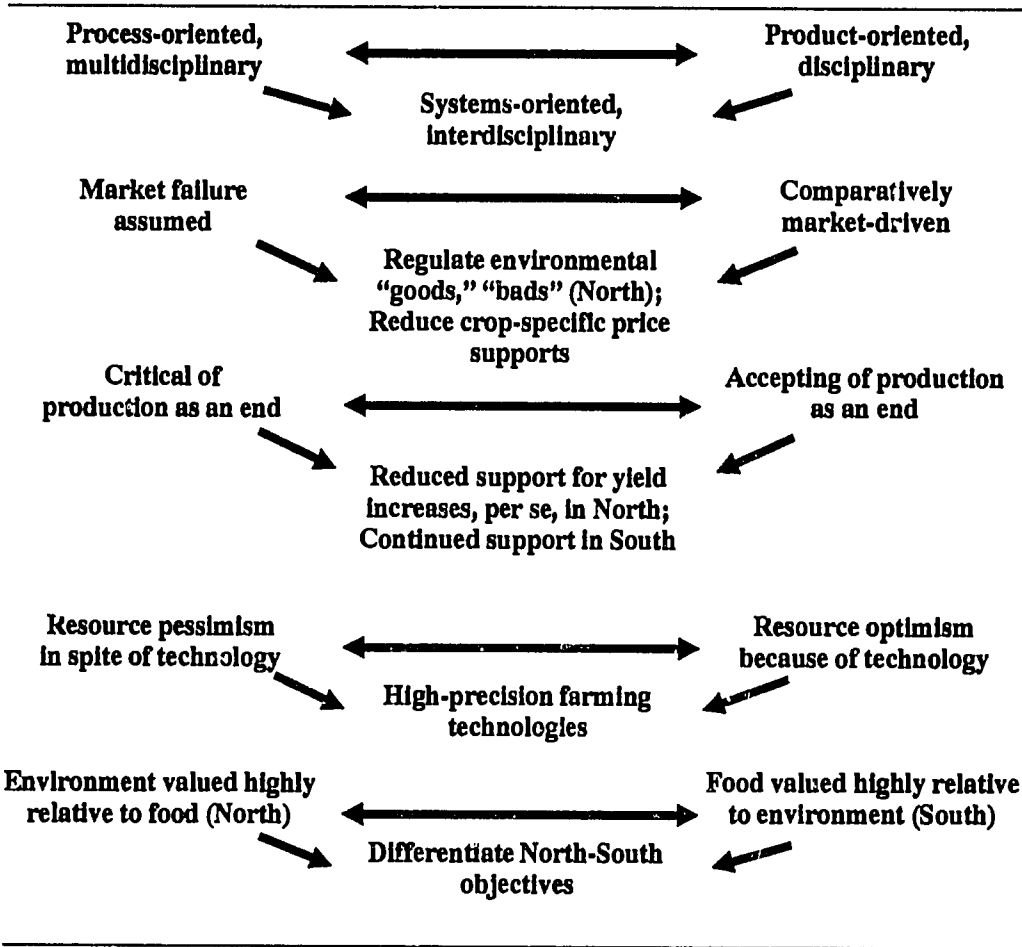 Process-oriented,
multidisciplinary
Product-oriented,
disciplinary
Systems-oriented,
interdisciplinary
Market failure
assumed
Comparatively
market-driven
Regulate environmental
“goods,” “bads” (North);
Reduce crop-specific price
supports
Critical of
production as an end
Accepting of production
as an end
Reduced support for yield
increases, per se, in North;
Continued support in South
Resource pessimism
in spite of technology
Resource optimism
because of technology
High-precision farming
technologies
Environment valued highly
relative to food (North)
Food valued highly relative
to environment (South)
Differentiate North-South
objectives